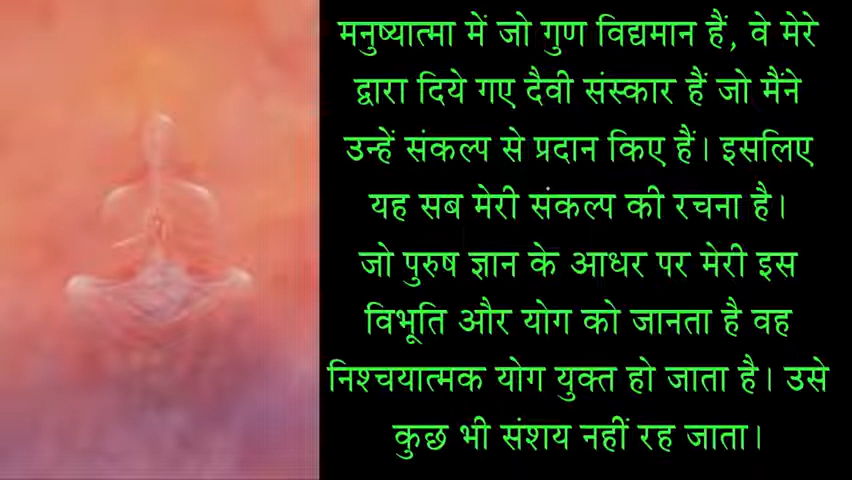 मनुष्यात्मा में जो गुण विद्यमान हैं, वे मेरे
द्वारा दिये गए दैवी संस्कार हैं जो मैंने
उन्हें संकल्प से प्रदान किए हैं। इसलिए
यह सब मेरी संकल्प की रचना है।
जो पुरुष ज्ञान के आधर पर मेरी इस
विभूति और योग को जानता है वह
निश्चयात्मक योग युक्त हो जाता है। उसे
कुछ भी संशय नहीं रह जाता।